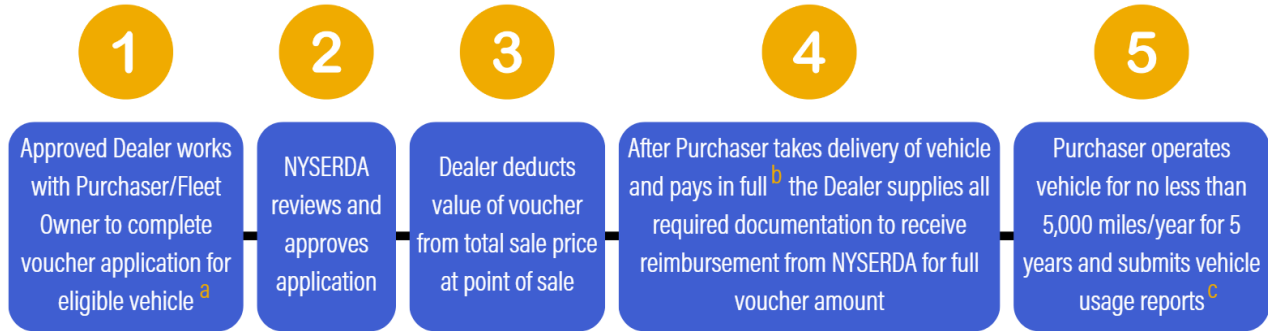 1
Approved Dealer works
with Purchaser/Fleet
Owner to complete
voucher application for
eligible vehicle a
2
NYSERDA
reviews and
approves
application
3
Dealer deducts
value of voucher
from total sale price
at point of sale
4
After Purchaser takes delivery of vehicle
and pays in full b the Dealer supplies all
required documentation to receive
reimbursement from NYSERDA for full
voucher amount
5
Purchaser operates
vehicle for no less than
5,000 miles/year for 5
years and submits vehicle
usage reports c